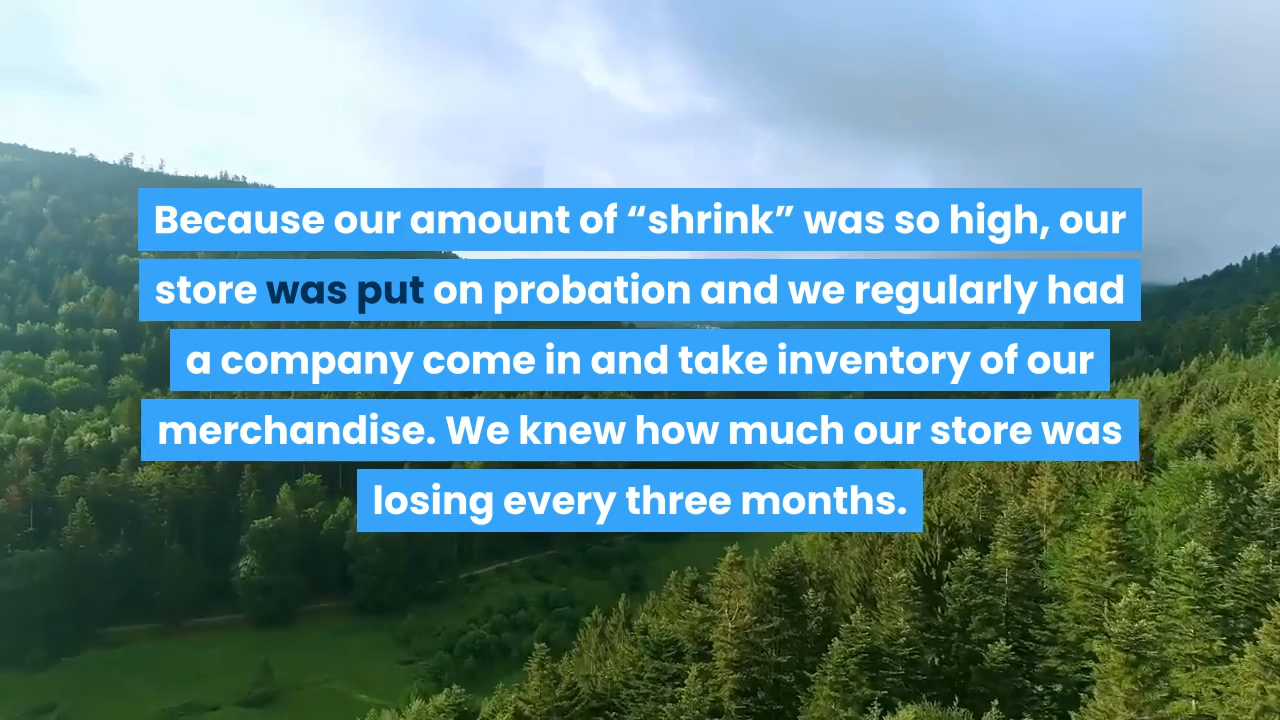 Because our amount of “shrink” was so high, our
store was put on probation and we regularly had
a company come in and take inventory of our
merchandise. We knew how much our store was
losing every three months.